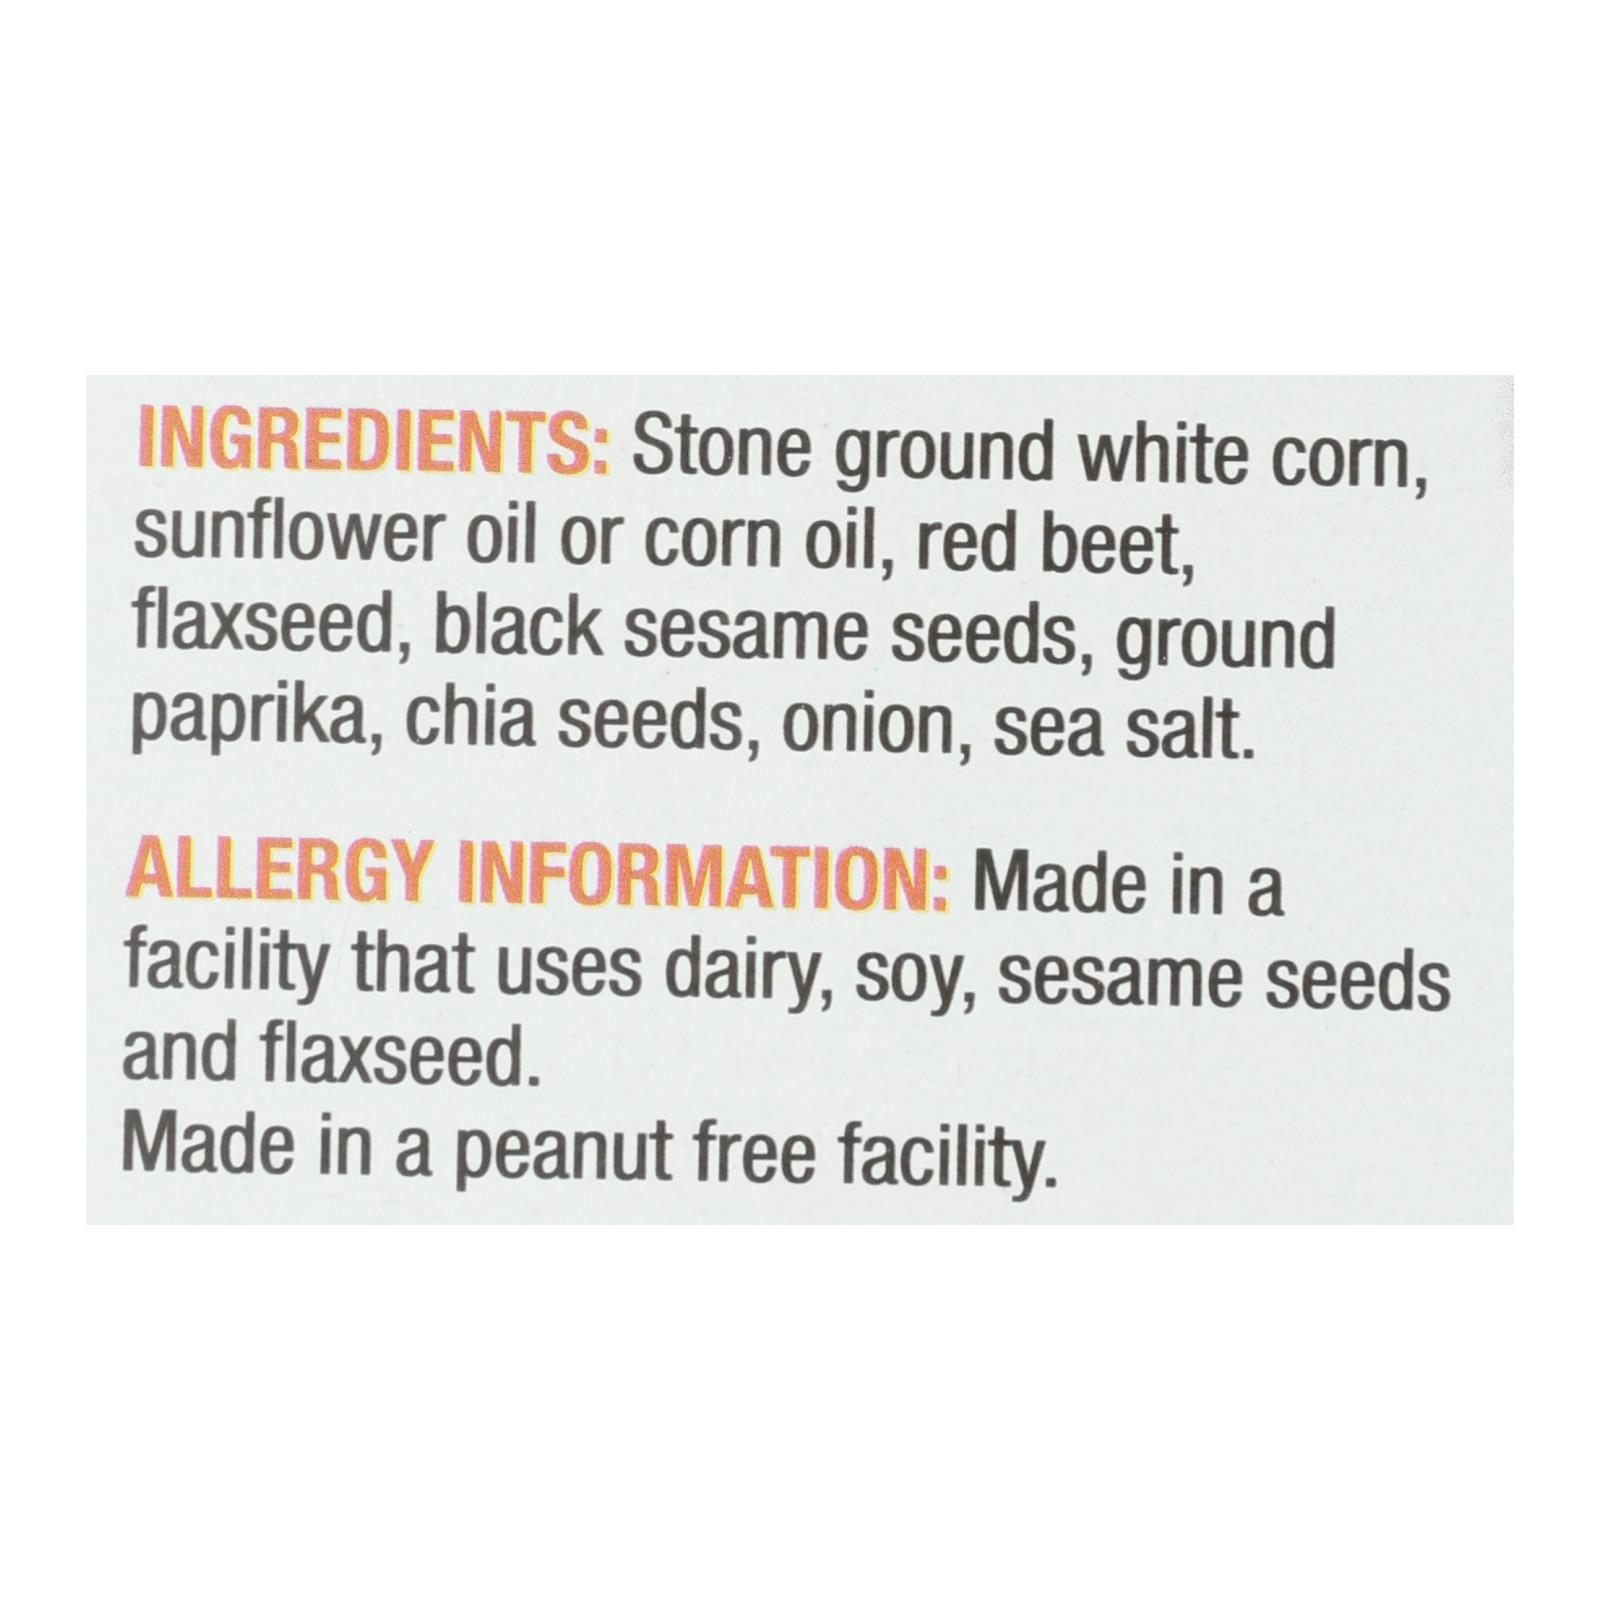 INGREDIENTS: Stone ground white corn,
sunflower oil or corn oil, red beet,
flaxseed, black sesame seeds, ground
paprika, chia seeds, onion, sea salt.
ALLERGY INFORMATION: Made in a
facility that uses dairy, soy, sesame seeds
and flaxseed.
Made in a peanut free facility.